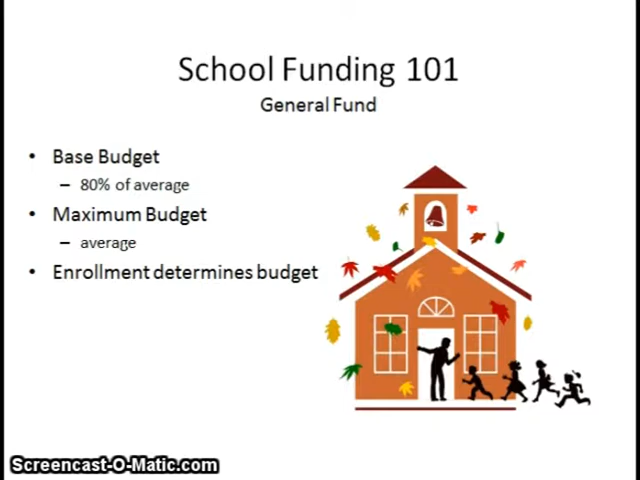 School Funding 101
General Fund
• Base Budget
– 80% of average
• Maximum Budget
– average
• Enrollment determines budget
Screencast-O-Matic.com